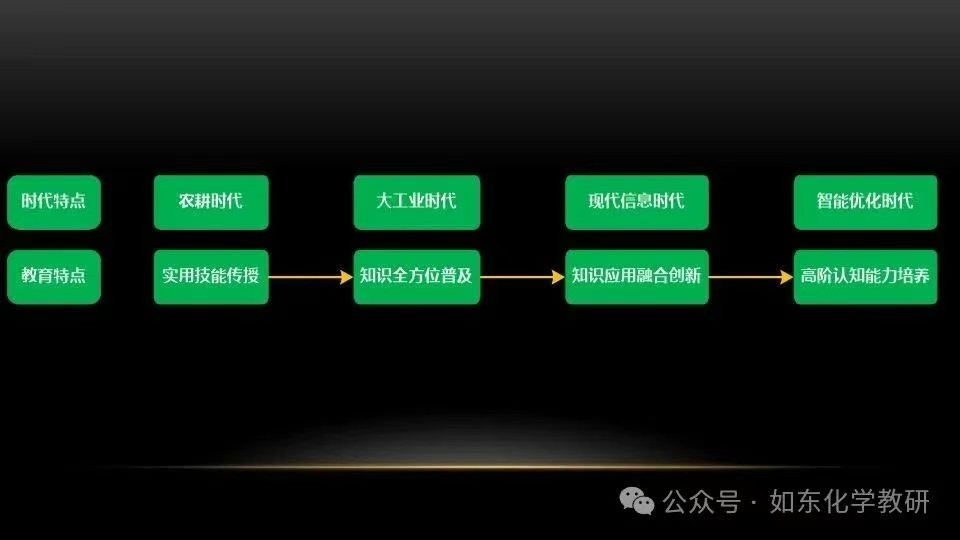 时代特点
农耕时代
大工业时代
现代信息时代
智能优化时代
教育特点
实用技能传授
知识全方位普及
知识应用融合创新
高阶认知能力培养
公众号 · 如东化学教研